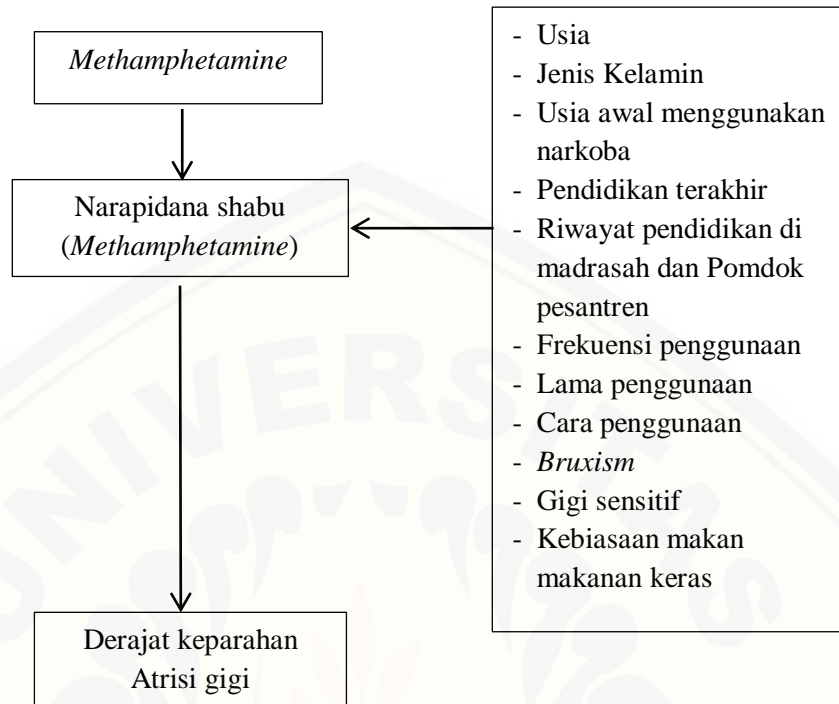 Methamphetamine
Narapidana shabu
(Methamphetamine)
Derajat keparahan
Atrisi gigi
- Usia
- Jenis Kelamin
- Usia awal menggunakan
narkoba
- Pendidikan terakhir
- Riwayat pendidikan di
madrasah dan Pomdok
pesantren
- Frekuensi penggunaan
- Lama penggunaan
- Cara penggunaan
- Bruxism
- Gigi sensitif
- Kebiasaan makan
makanan keras
UNIVERSITAS